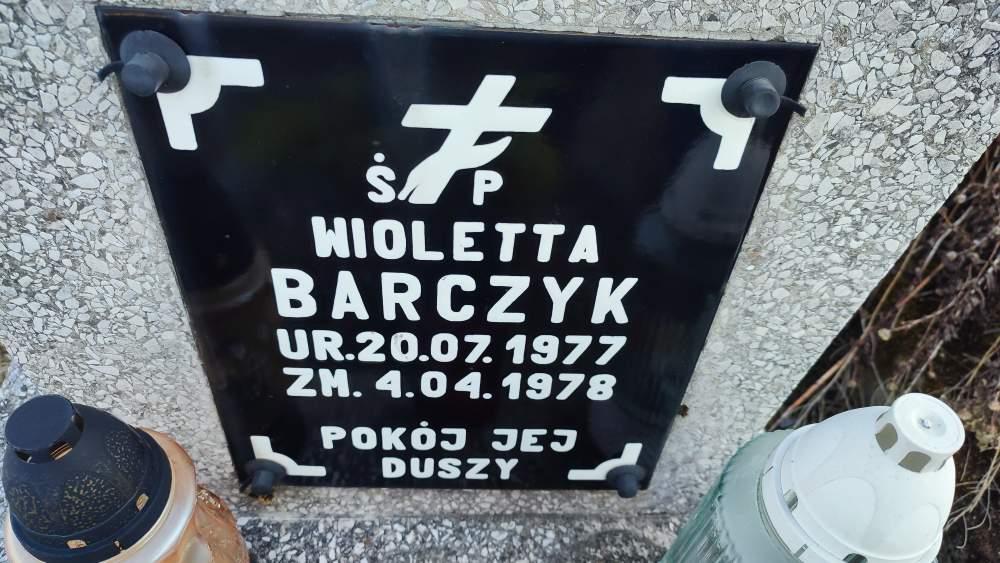 Ś. P
WIOLETTA
BARCZYK
UR.20.07.1977
ZM. 4.04.1978
POKÓJ JEJ
DUSZY